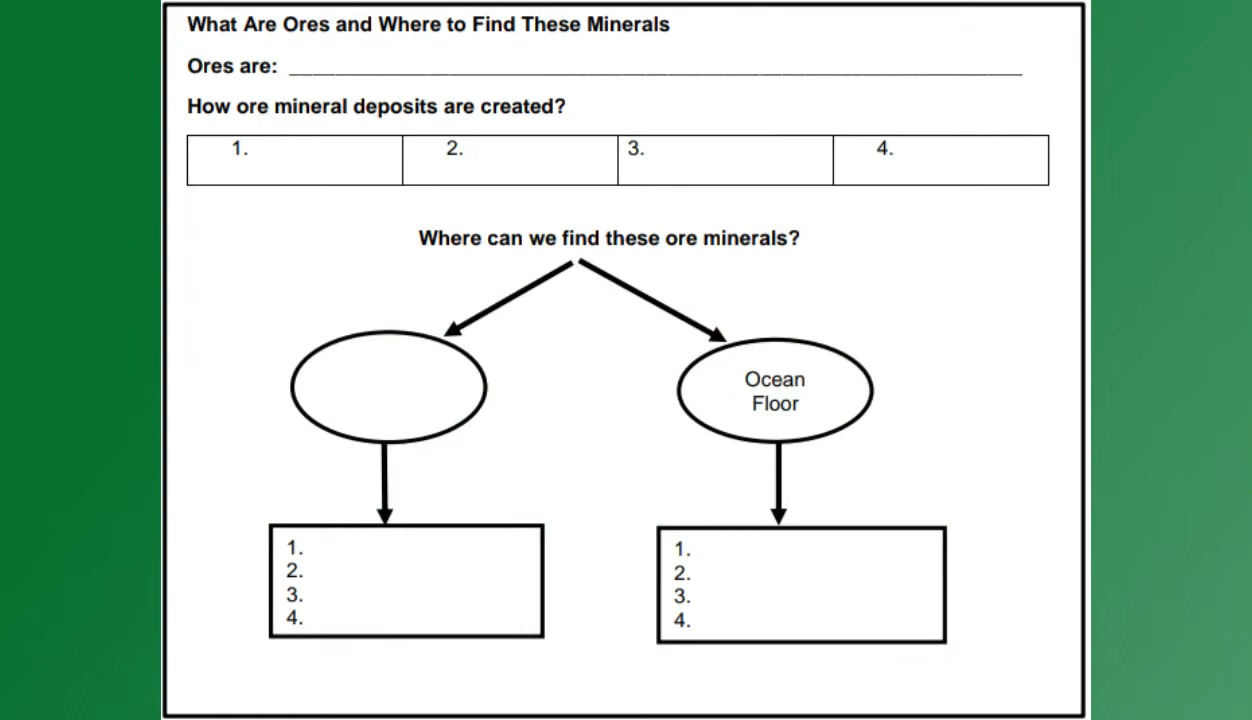 What Are Ores and Where to Find These Minerals
Ores are: ______________________________________________________________
How ore mineral deposits are created?
1. 2. 3. 4.
Where can we find these ore minerals?
Ocean
Floor
1.
2.
3.
4.
1.
2.
3.
4.